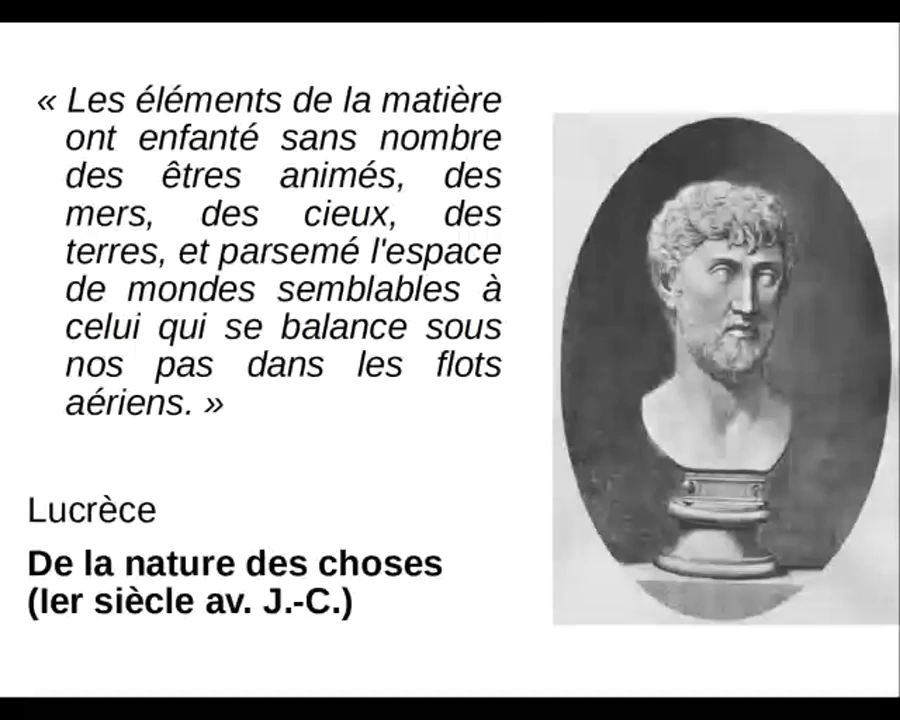 « Les éléments de la matière
ont enfanté sans nombre
des êtres animés, des
mers, des cieux, des
terres, et parsemé l'espace
de mondes semblables à
celui qui se balance sous
nos pas dans les flots
aériens. »
Lucrèce
De la nature des choses
(Ier siècle av. J.-C.)